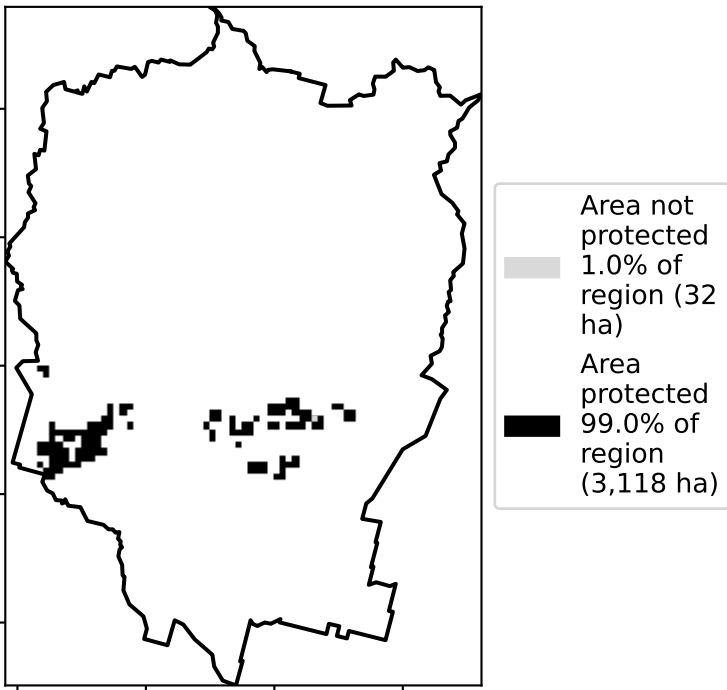 Area not
protected
1.0% of
region (32
ha)
Area
protected
99.0% of
region
(3,118 ha)